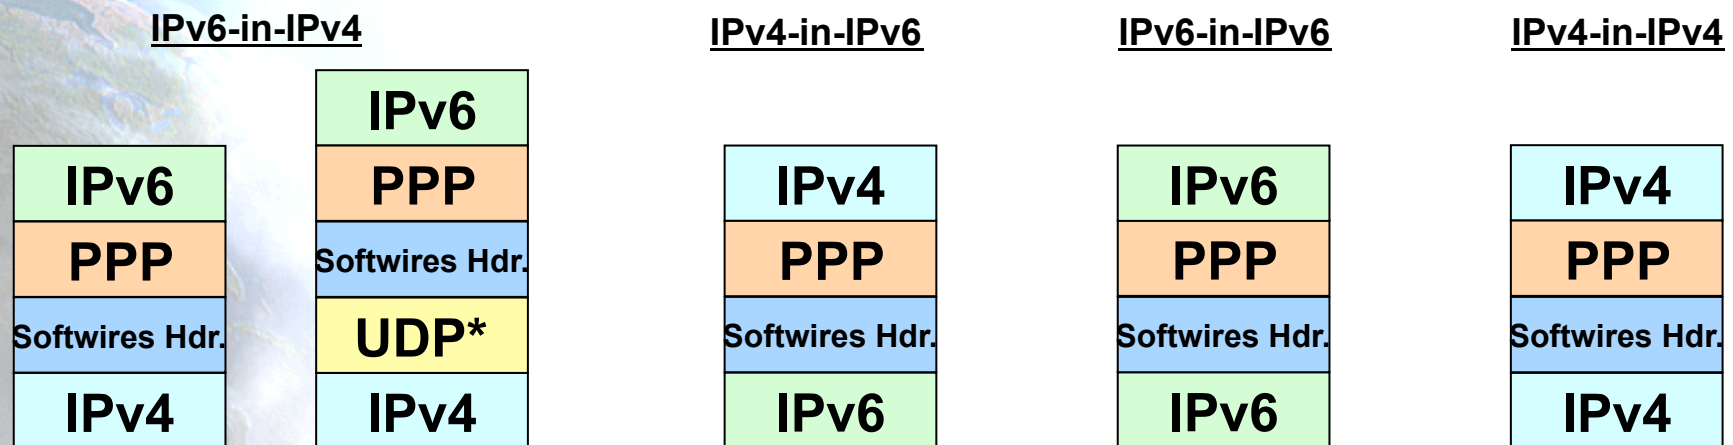 IPv6-in-IPv4
IPv6
PPP
Softwires Hdr.
IPv4
IPv6
PPP
Softwires Hdr.
UDP*
IPv4
IPv4-in-IPv6
IPv4
PPP
Softwires Hdr.
IPv6
IPv6-in-IPv6
IPv6
PPP
Softwires Hdr.
IPv6
IPv4-in-IPv4
IPv4
PPP
Softwires Hdr.
IPv4